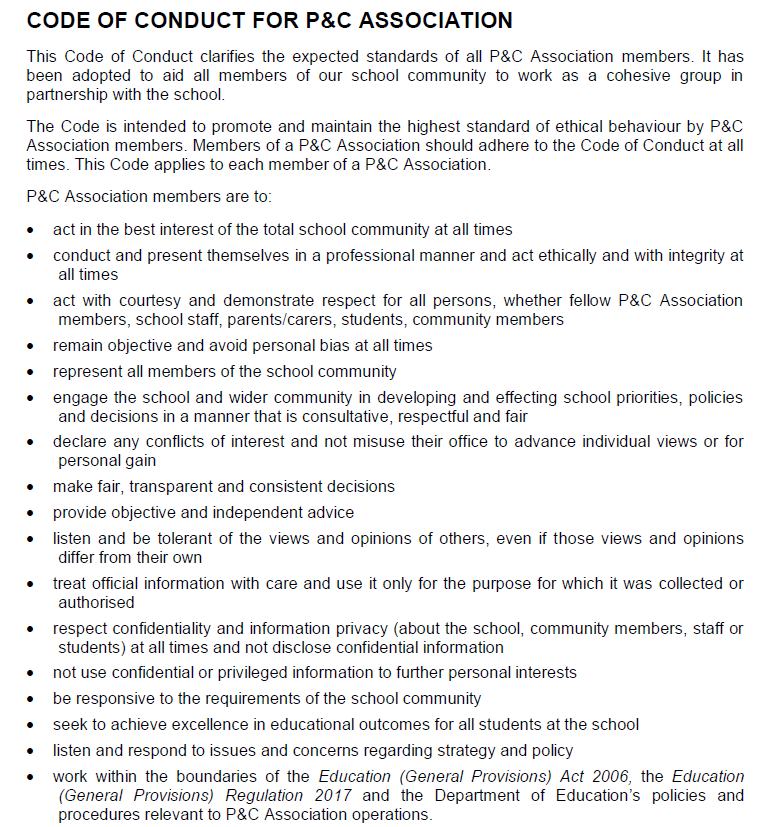 CODE OF CONDUCT FOR P&C ASSOCIATION
This Code of Conduct clarifies the expected standards of all P&C Association members. It has
been adopted to aid all members of our school community to work as a cohesive group in
partnership with the school.
The Code is intended to promote and maintain the highest standard of ethical behaviour by P&C
Association members. Members of a P&C Association should adhere to the Code of Conduct at all
times. This Code applies to each member of a P&C Association.
P&C Association members are to:
• act in the best interest of the total school community at all times
• conduct and present themselves in a professional manner and act ethically and with integrity at
all times
• act with courtesy and demonstrate respect for all persons, whether fellow P&C Association
members, school staff, parents/carers, students, community members
• remain objective and avoid personal bias at all times
• represent all members of the school community
• engage the school and wider community in developing and effecting school priorities, policies
and decisions in a manner that is consultative, respectful and fair
• declare any conflicts of interest and not misuse their office to advance individual views or for
personal gain
• make fair, transparent and consistent decisions
• provide objective and independent advice
• listen and be tolerant of the views and opinions of others, even if those views and opinions
differ from their own
• treat official information with care and use it only for the purpose for which it was collected or
authorised
• respect confidentiality and information privacy (about the school, community members, staff or
students) at all times and not disclose confidential information
• not use confidential or privileged information to further personal interests
• be responsive to the requirements of the school community
• seek to achieve excellence in educational outcomes for all students at the school
• listen and respond to issues and concerns regarding strategy and policy
• work within the boundaries of the Education (General Provisions) Act 2006, the Education
(General Provisions) Regulation 2017 and the Department of Education's policies and
procedures relevant to P&C Association operations.